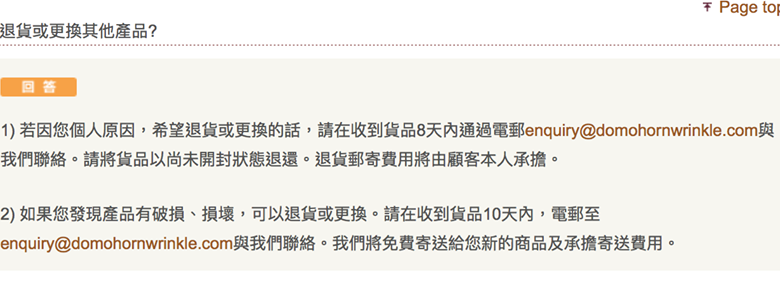 Page top
退貨或更換其他產品?
回答
1) 若因您個人原因，希望退貨或更換的話，請在收到貨品8天內通過電郵enquiry@domohornwrinkle.com與
我們聯絡。請將貨品以尚未開封狀態退還。退貨郵寄費用將由顧客本人承擔。
2) 如果您發現產品有破損、損壞，可以退貨或更換。請在收到貨品10天內，電郵至
enquiry@domohornwrinkle.com與我們聯絡。我們將免費寄送給您新的商品及承擔寄送費用。